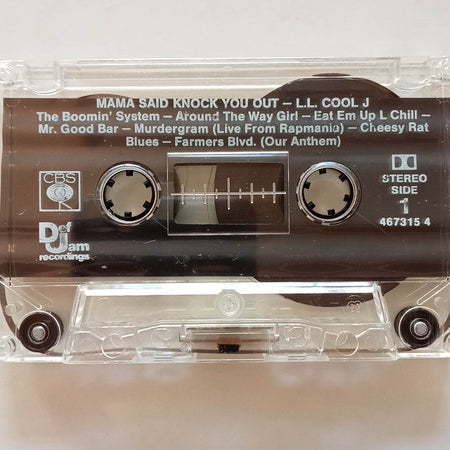 MAMA SAID KNOCK YOU OUT – L.L. COOL J
The Boomin' System – Around The Way Girl – Eat Em Up L Chill –
Mr. Good Bar – Murdergram (Live From Rapmania) – Cheesy Rat
Blues – Farmers Blvd. (Our Anthem)
CBS
STEREO
SIDE
1
467315 4
Def
Jam
recordings